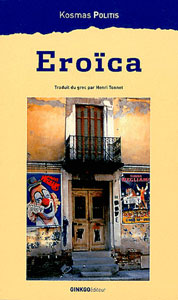 Kosmas POLITIS
Eroïca
Traduit du grec par Henri Tonnet
GINKGO éditeur